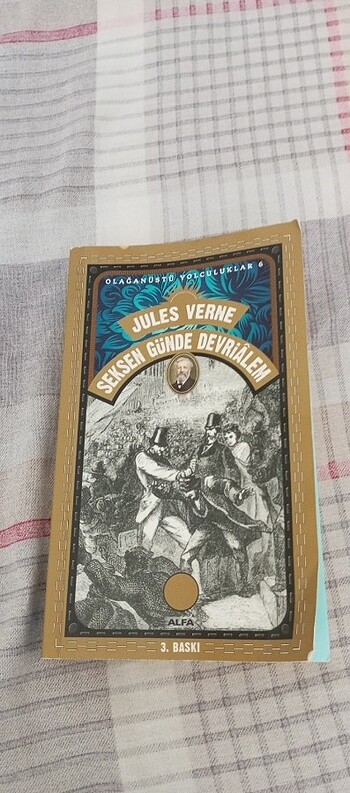 OLAĞANÜSTÜ YOLCULUKLAR 6
JULES VERNE
SEKSEN GÜNDE DEVRİÂLEM
ALFA
3. BASKI